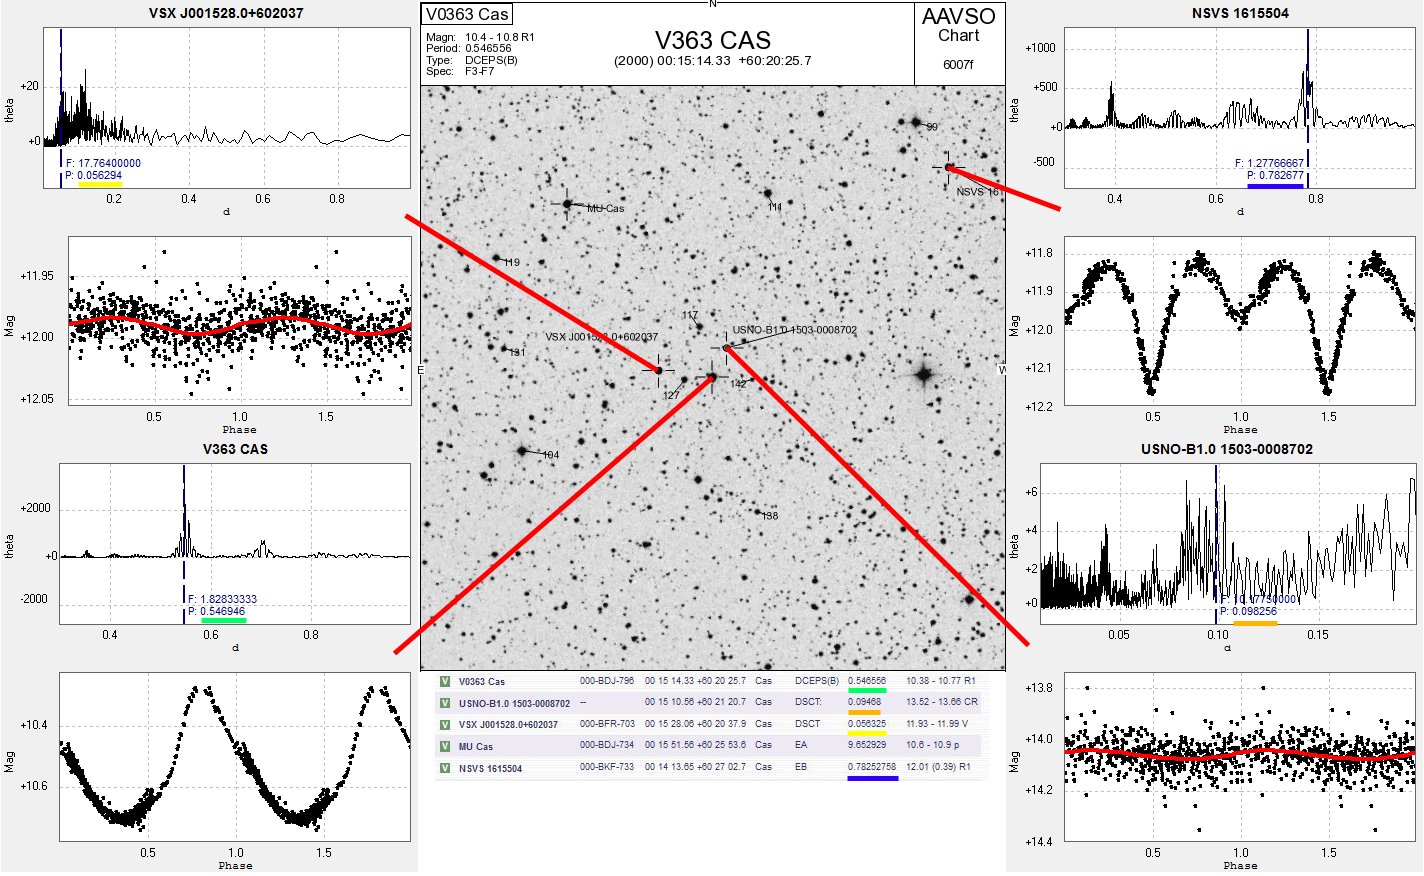 VSX J001528.0+602037
theta
+20
+0
F: 17.76400000
P: 0.056294
0.2
0.4
0.6
0.8
d
Mag
+11.95
+12.00
+12.05
0.5
1.0
1.5
Phase
V363 CAS
theta
+2000
+0
-2000
F: 1.82833333
P: 0.546946
0.4
0.6
0.8
d
Mag
+10.4
+10.6
0.5
1.0
1.5
Phase
N
V0363 Cas
Magn: 10.4 - 10.8 R1
Period: 0.546556
Type: DCEPS(B)
Spec: F3-F7
V363 CAS
(2000) 00:15:14.33 +60:20:25.7
AAVSO
Chart
6007f
99
NSVS 161
MU Cas
111
119
117
USNO-B1.0 1503-0008702
VSX J001528.0+602037
131
E
W
127
142
104
138
V V0363 Cas 000-BDJ-796 00 15 14.33 +60 20 25.7 Cas DCEPS(B) 0.546556 10.38 - 10.77 R1
V USNO-B1.0 1503-0008702 -- 00 15 10.56 +61 21 20.7 Cas DSCT: 0.09468 13.52 - 13.66 CR
V VSX J001528.0+602037 000-BFR-703 00 15 28.06 +60 20 37.9 Cas DSCT 0.056325 11.93 - 11.99 V
V MU Cas 000-BDJ-734 00 15 51.56 +60 25 53.6 Cas EA 9.652929 10.6 - 10.9 p
V NSVS 1615504 000-BKF-733 00 14 13.65 +60 27 02.7 Cas EB 0.78252758 12.01 (0.39) R1
NSVS 1615504
theta
+1000
+500
+0
-500
F: 1.27766667
P: 0.782677
0.4
0.6
0.8
d
Mag
+11.8
+11.9
+12.0
+12.1
+12.2
0.5
1.0
1.5
Phase
USNO-B1.0 1503-0008702
theta
+6
+4
+2
+0
F: 10.17750000
P: 0.098256
0.05
0.10
0.15
d
Mag
+13.8
+14.0
+14.2
+14.4
0.5
1.0
1.5
Phase